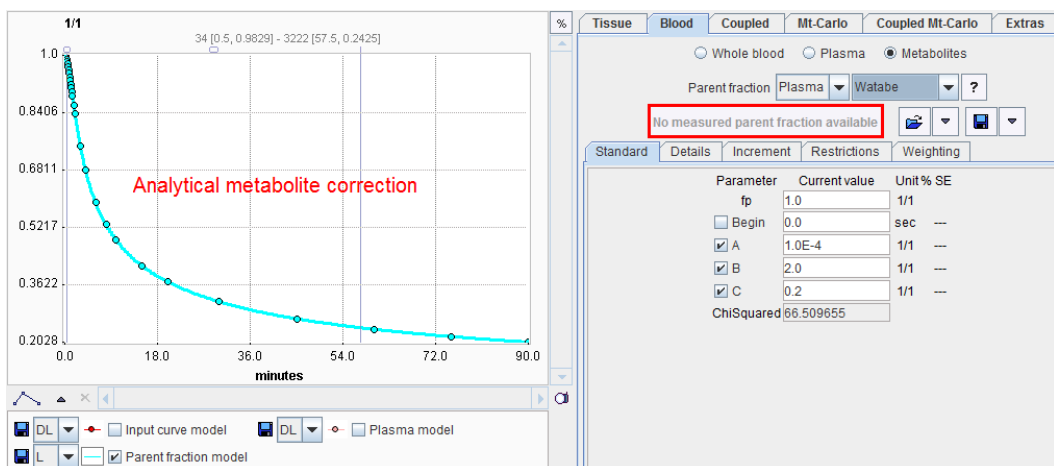 1/1
%
34 [0.5, 0.9829] - 3222 [57.5, 0.2425]
1.0
0.8406
0.6811
0.5217
0.3622
0.2028
Analytical metabolite correction
0.0 18.0 36.0 54.0 72.0 90.0
minutes
DL Input curve model DL Plasma model
L Parent fraction model
Tissue Blood Coupled Mt-Carlo Coupled Mt-Carlo Extras
Whole blood Plasma Metabolites
Parent fraction Plasma Watabe ?
No measured parent fraction available
Standard Details Increment Restrictions Weighting
Parameter Current value Unit % SE
fp 1.0 1/1
Begin 0.0 sec ---
A 1.0E-4 1/1 ---
B 2.0 1/1 ---
C 0.2 1/1 ---
ChiSquared 66.509655